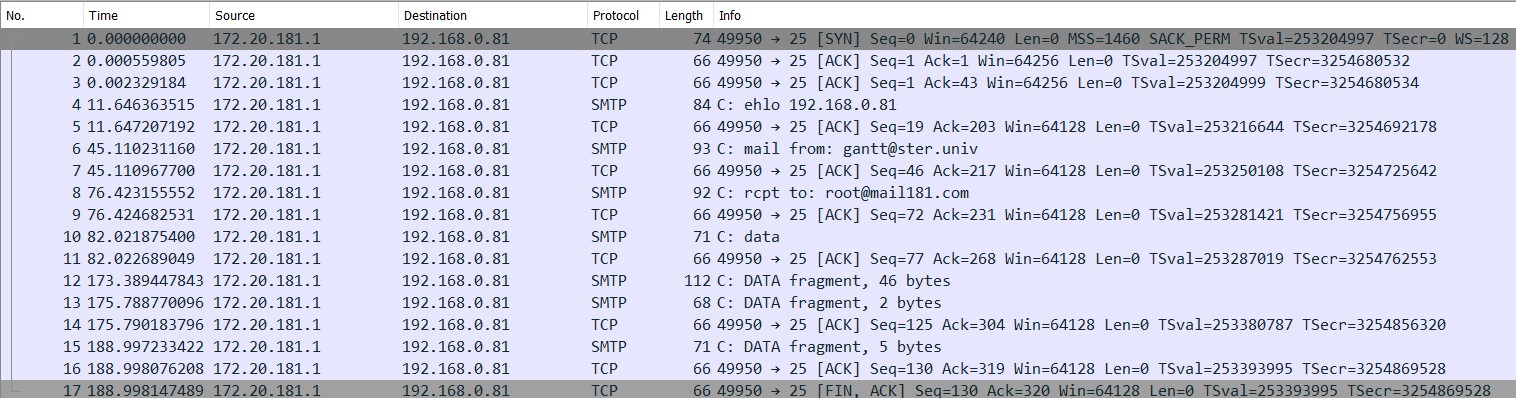 No. Time Source Destination Protocol Length Info
1 0.000000000 172.20.181.1 192.168.0.81 TCP 74 49950 → 25 [SYN] Seq=0 Win=64240 Len=0 MSS=1460 SACK_PERM TSval=253204997 TSecr=0 WS=128
2 0.000559805 172.20.181.1 192.168.0.81 TCP 66 49950 → 25 [ACK] Seq=1 Ack=1 Win=64256 Len=0 TSval=253204997 TSecr=3254680532
3 0.002329184 172.20.181.1 192.168.0.81 TCP 66 49950 → 25 [ACK] Seq=1 Ack=43 Win=64256 Len=0 TSval=253204999 TSecr=3254680534
4 11.646363515 172.20.181.1 192.168.0.81 SMTP 84 C: ehlo 192.168.0.81
5 11.647207192 172.20.181.1 192.168.0.81 TCP 66 49950 → 25 [ACK] Seq=19 Ack=203 Win=64128 Len=0 TSval=253216644 TSecr=3254692178
6 45.110231160 172.20.181.1 192.168.0.81 SMTP 93 C: mail from: gantt@ster.univ
7 45.110967700 172.20.181.1 192.168.0.81 TCP 66 49950 → 25 [ACK] Seq=46 Ack=217 Win=64128 Len=0 TSval=253250108 TSecr=3254725642
8 76.423155552 172.20.181.1 192.168.0.81 SMTP 92 C: rcpt to: root@mail181.com
9 76.424682531 172.20.181.1 192.168.0.81 TCP 66 49950 → 25 [ACK] Seq=72 Ack=231 Win=64128 Len=0 TSval=253281421 TSecr=3254756955
10 82.021875400 172.20.181.1 192.168.0.81 SMTP 71 C: data
11 82.022689049 172.20.181.1 192.168.0.81 TCP 66 49950 → 25 [ACK] Seq=77 Ack=268 Win=64128 Len=0 TSval=253287019 TSecr=3254762553
12 173.389447843 172.20.181.1 192.168.0.81 SMTP 112 C: DATA fragment, 46 bytes
13 175.788770096 172.20.181.1 192.168.0.81 SMTP 68 C: DATA fragment, 2 bytes
14 175.790183796 172.20.181.1 192.168.0.81 TCP 66 49950 → 25 [ACK] Seq=125 Ack=304 Win=64128 Len=0 TSval=253380787 TSecr=3254856320
15 188.997233422 172.20.181.1 192.168.0.81 SMTP 71 C: DATA fragment, 5 bytes
16 188.998076208 172.20.181.1 192.168.0.81 TCP 66 49950 → 25 [ACK] Seq=130 Ack=319 Win=64128 Len=0 TSval=253393995 TSecr=3254869528
17 188.998147489 172.20.181.1 192.168.0.81 TCP 66 49950 → 25 [FIN, ACK] Seq=130 Ack=320 Win=64128 Len=0 TSval=253393995 TSecr=3254869528